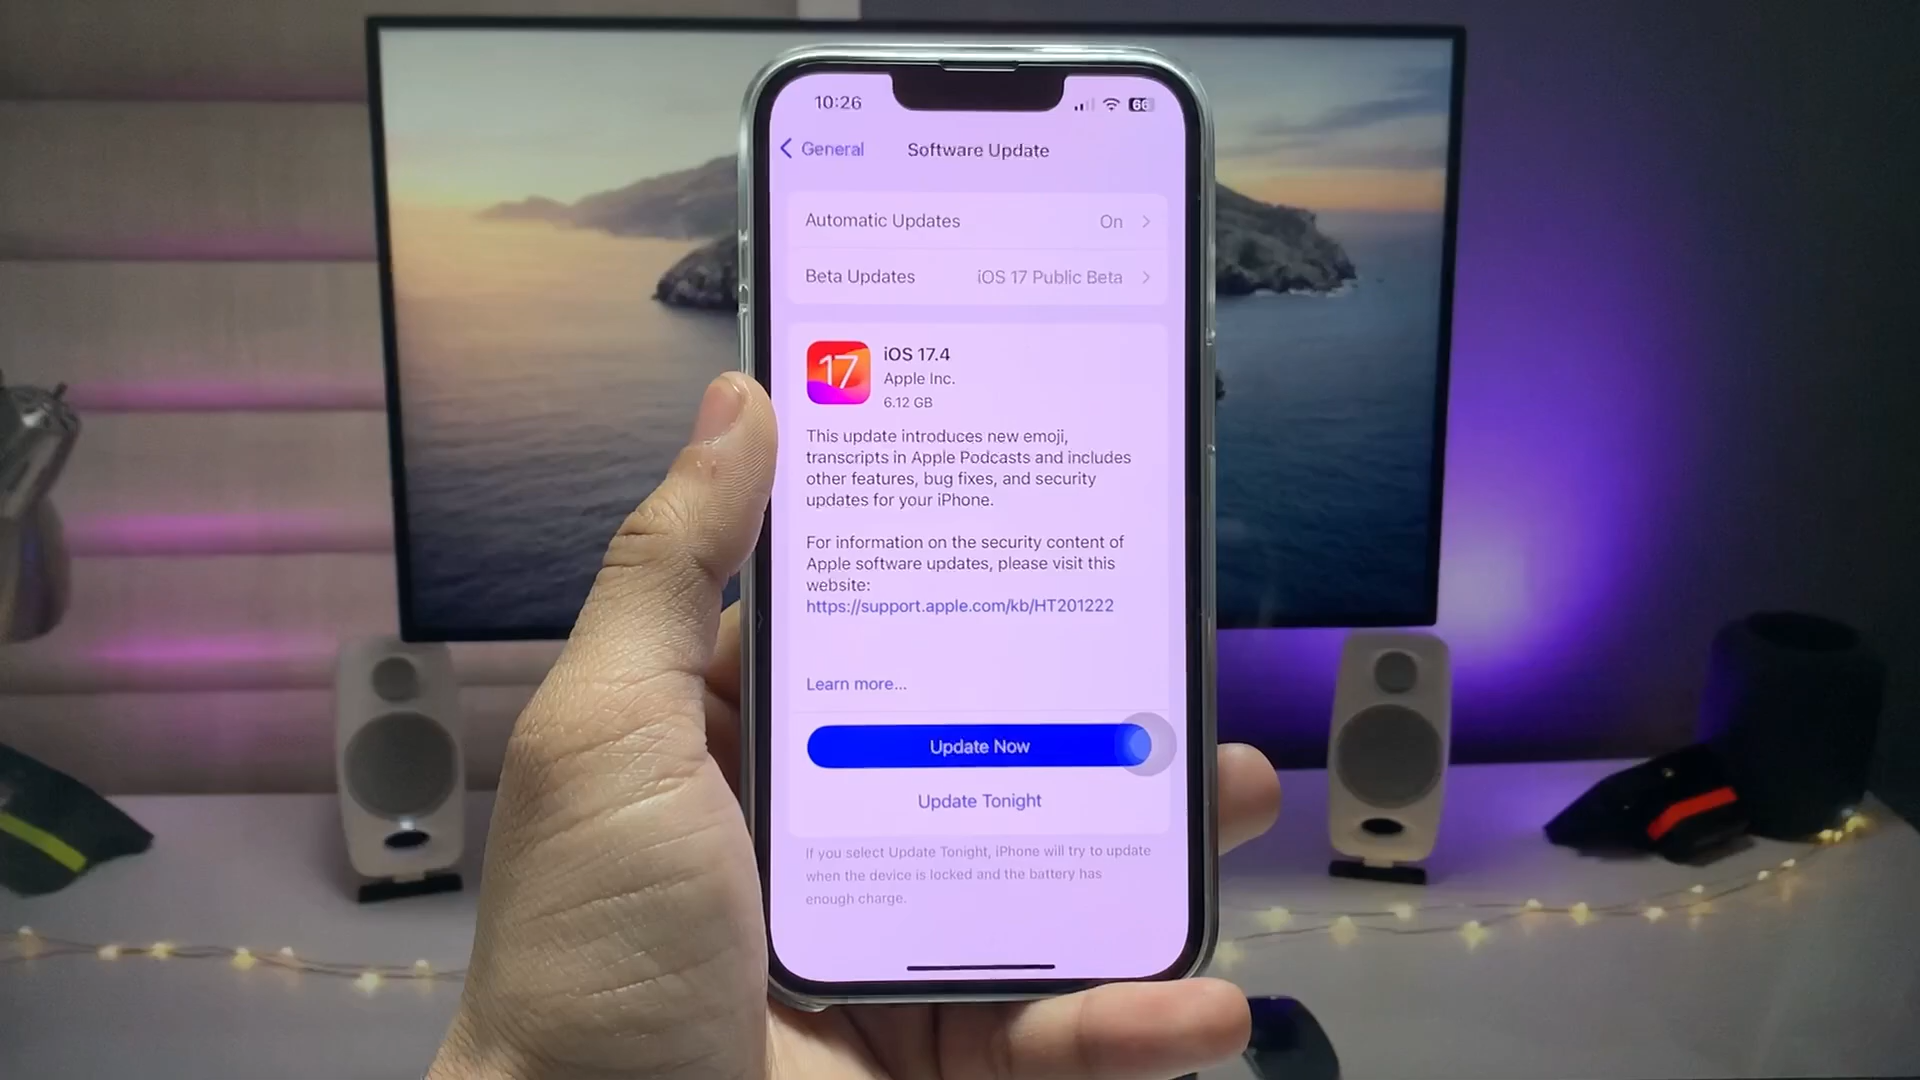 10:26
66
General
Software Update
Automatic Updates
On
Beta Updates
iOS 17 Public Beta
17
iOS 17.4
Apple Inc.
6.12 GB
This update introduces new emoji,
transcripts in Apple Podcasts and includes
other features, bug fixes, and security
updates for your iPhone.
For information on the security content of
Apple software updates, please visit this
website:
https://support.apple.com/kb/HT201222
Learn more...
Update Now
Update Tonight
If you select Update Tonight, iPhone will try to update
when the device is locked and the battery has
enough charge.